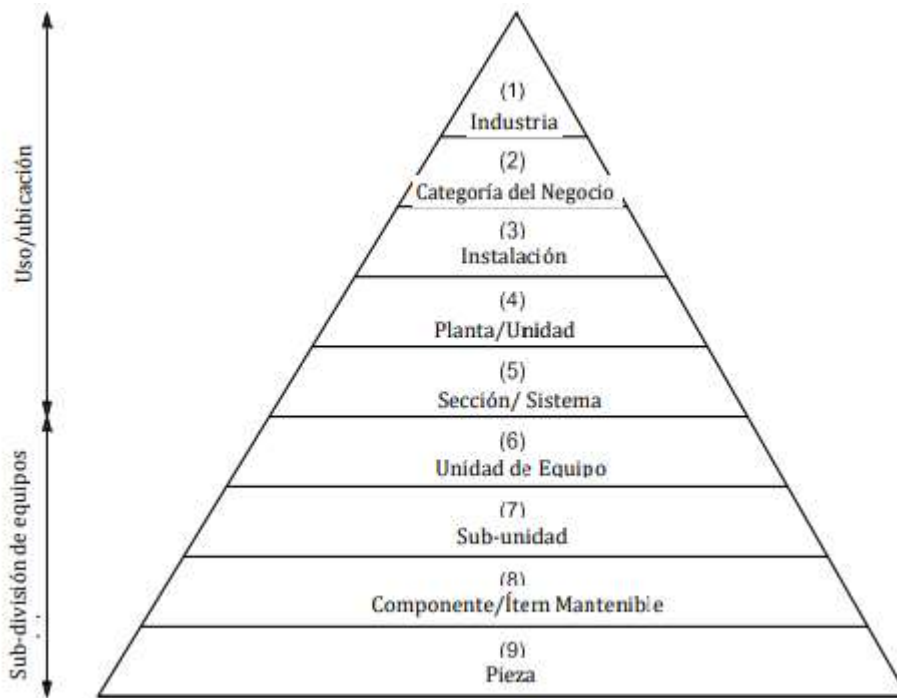 (1)
Industria
(2)
Categoría del Negocio
(3)
Instalación
(4)
Planta/Unidad
(5)
Sección/ Sistema
(6)
Unidad de Equipo
(7)
Sub-unidad
(8)
Componente/Ítem Mantenible
(9)
Pieza
Uso/ubicación
Sub-división de equipos